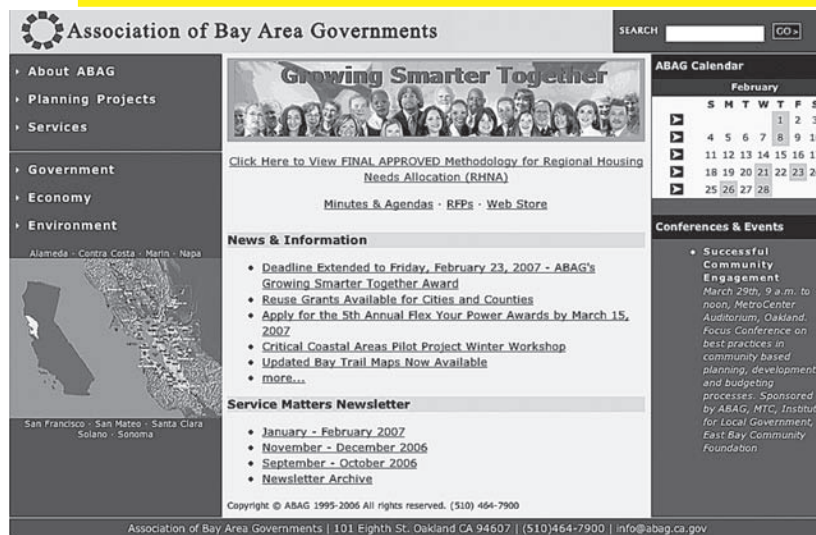 Association of Bay Area Governments
SEARCH
GO >
About ABAG
Planning Projects
Services
Government
Economy
Environment
Alameda - Contra Costa - Marin - Napa
San Francisco - San Mateo - Santa Clara
Solano - Sonoma
Growing Smarter Together
Click Here to View FINAL APPROVED Methodology for Regional Housing
Needs Allocation (RHNA)
Minutes & Agendas · RFPs · Web Store
News & Information
Deadline Extended to Friday, February 23, 2007 - ABAG's
Growing Smarter Together Award
Reuse Grants Available for Cities and Counties
Apply for the 5th Annual Flex Your Power Awards by March 15,
2007
Critical Coastal Areas Pilot Project Winter Workshop
Updated Bay Trail Maps Now Available
more...
Service Matters Newsletter
January - February 2007
November - December 2006
September - October 2006
Newsletter Archive
Copyright © ABAG 1995-2006 All rights reserved. (510) 464-7900
ABAG Calendar
February
S M T W T F S
1 2 3
4 5 6 7 8 9 10
11 12 13 14 15 16 17
18 19 20 21 22 23
25 26 27 28
Conferences & Events
Successful
Community
Engagement
March 29th, 9 a.m. to
noon, MetroCenter
Auditorium, Oakland.
Focus Conference on
best practices in
community based
planning, development
and budgeting
processes. Sponsored
by ABAG, MTC, Institut
for Local Government,
East Bay Community
Foundation
Association of Bay Area Governments | 101 Eighth St. Oakland CA 94607 | (510)464-7900 | info@abag.ca.gov